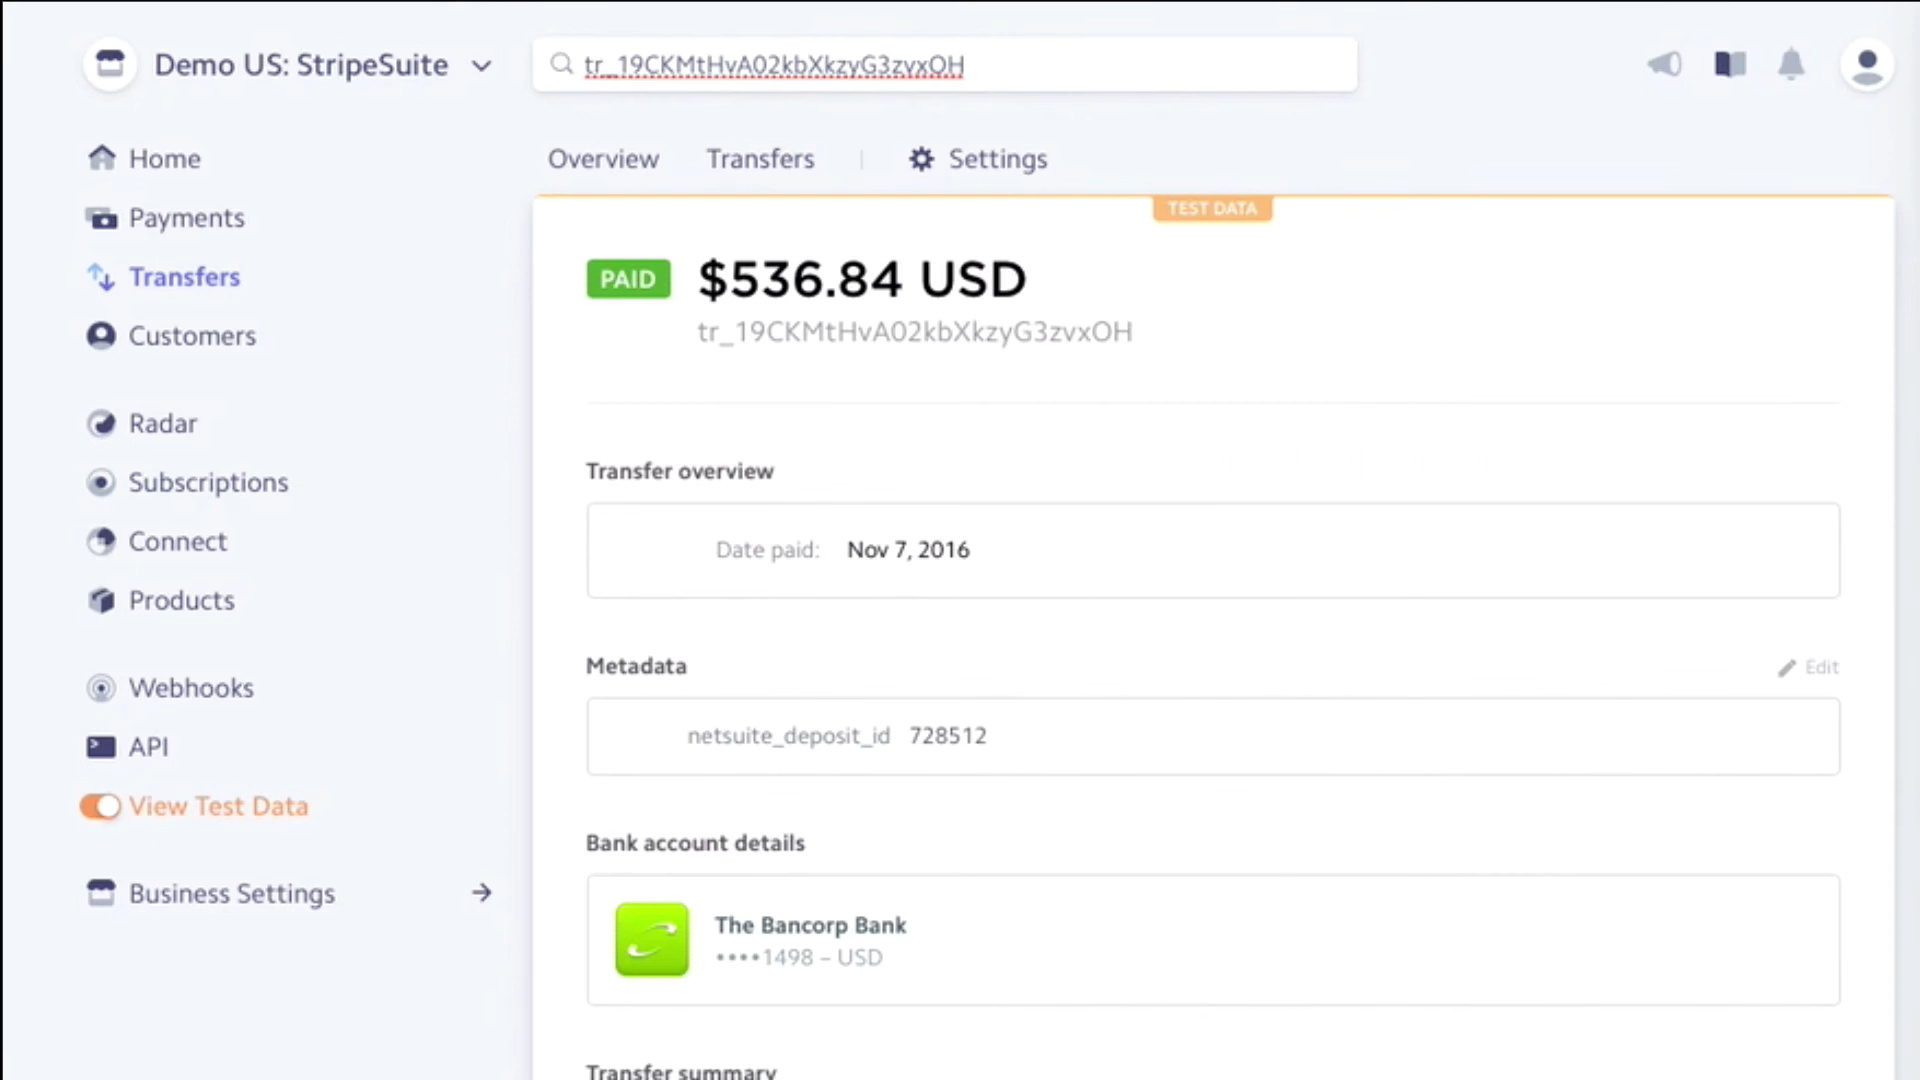 Demo US: StripeSuite
tr_19CKMtHvA02kbXkzyG3zvxOH
Home
Payments
Transfers
Customers
Radar
Subscriptions
Connect
Products
Webhooks
API
View Test Data
Business Settings
Overview Transfers Settings
TEST DATA
PAID $536.84 USD
tr_19CKMtHvA02kbXkzyG3zvxOH
Transfer overview
Date paid: Nov 7, 2016
Metadata Edit
netsuite_deposit_id 728512
Bank account details
The Bancorp Bank
••••1498 – USD
Transfer summary